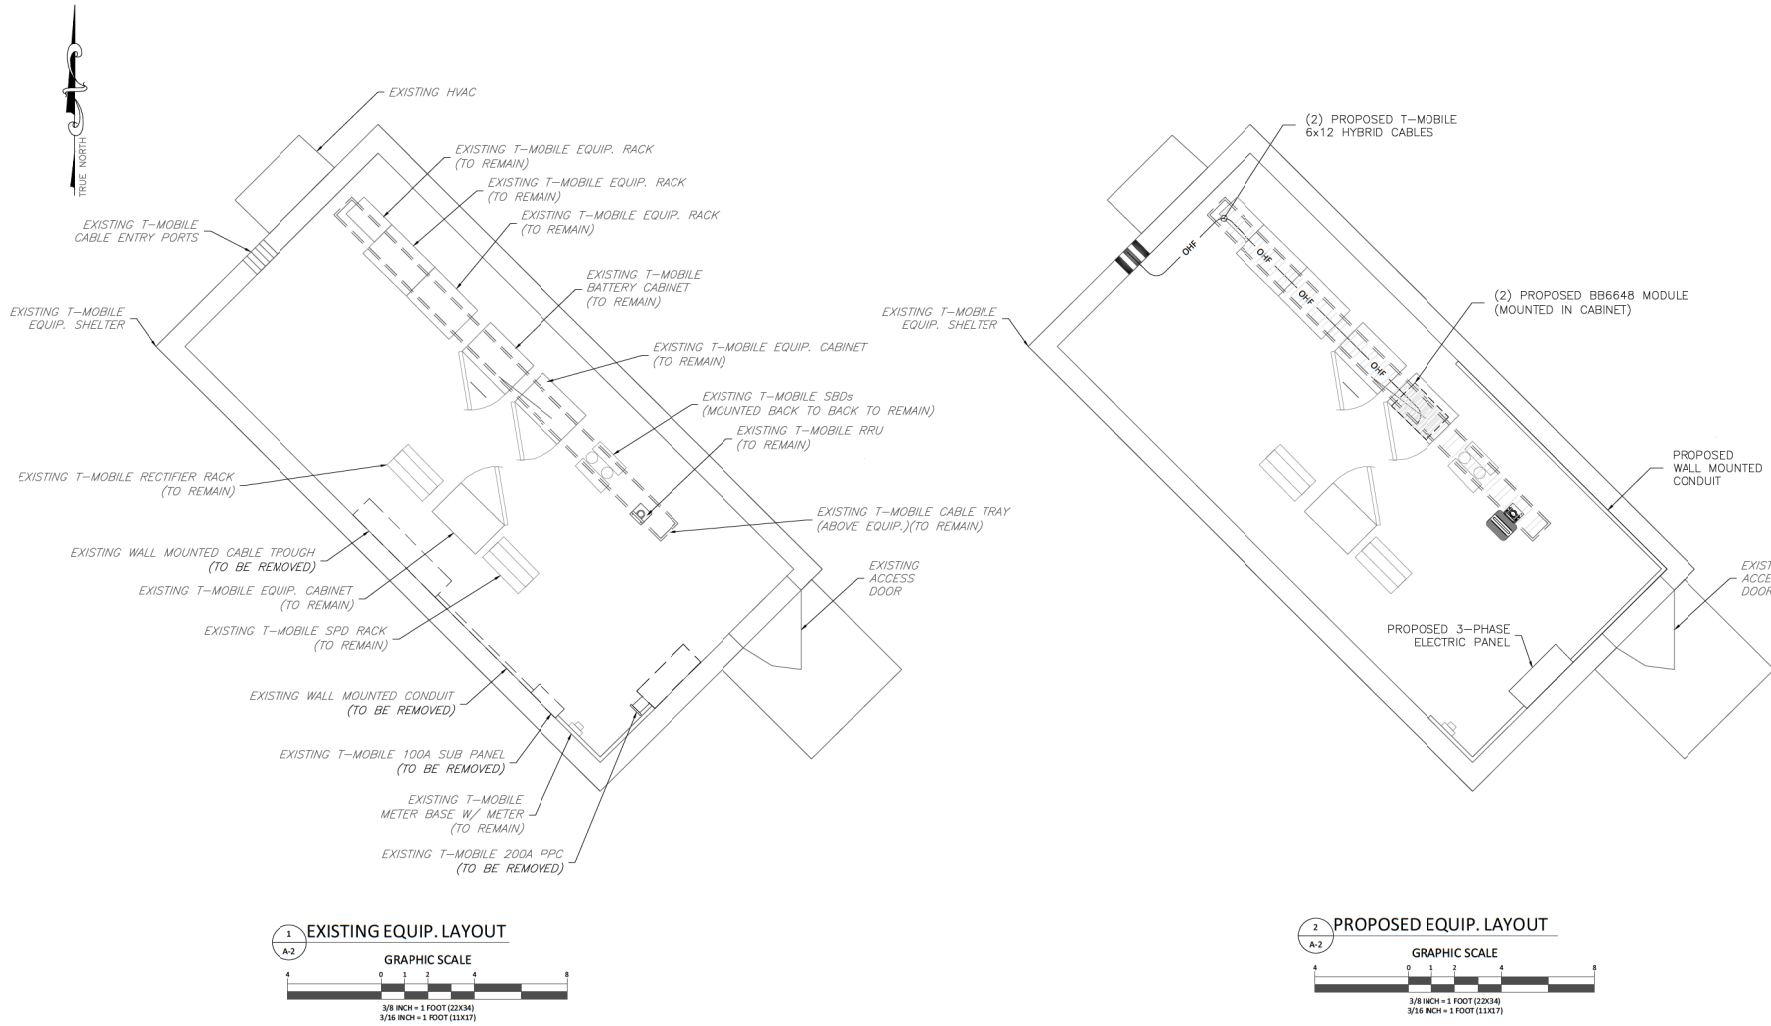 TRUE NORTH
EXISTING HVAC
EXISTING T-MOBILE EQUIP. RACK
(TO REMAIN)
EXISTING T-MOBILE EQUIP. RACK
(TO REMAIN)
EXISTING T-MOBILE EQUIP. RACK
(TO REMAIN)
EXISTING T-MOBILE
CABLE ENTRY PORTS
EXISTING T-MOBILE
BATTERY CABINET
(TO REMAIN)
EXISTING T-MOBILE
EQUIP. SHELTER
EXISTING T-MOBILE EQUIP. CABINET
(TO REMAIN)
EXISTING T-MOBILE SBDs
(MOUNTED BACK TO BACK TO REMAIN)
EXISTING T-MOBILE RRU
(TO REMAIN)
EXISTING T-MOBILE RECTIFIER RACK
(TO REMAIN)
EXISTING T-MOBILE CABLE TRAY
(ABOVE EQUIP.)(TO REMAIN)
EXISTING WALL MOUNTED CABLE TROUGH
(TO BE REMOVED)
EXISTING
ACCESS
DOOR
EXISTING T-MOBILE EQUIP. CABINET
(TO REMAIN)
EXISTING T-MOBILE SPD RACK
(TO REMAIN)
EXISTING WALL MOUNTED CONDUIT
(TO BE REMOVED)
EXISTING T-MOBILE 100A SUB PANEL
(TO BE REMOVED)
EXISTING T-MOBILE
METER BASE W/ METER
(TO REMAIN)
EXISTING T-MOBILE 200A PPC
(TO BE REMOVED)
1
A-2
EXISTING EQUIP. LAYOUT
GRAPHIC SCALE
4 0 1 2 4 8
3/8 INCH = 1 FOOT (22X34)
3/16 INCH = 1 FOOT (11X17)
(2) PROPOSED T-MOBILE
6x12 HYBRID CABLES
OHF
OHF
OHF
OHF
(2) PROPOSED BB6648 MODULE
(MOUNTED IN CABINET)
EXISTING T-MOBILE
EQUIP. SHELTER
PROPOSED
WALL MOUNTED
CONDUIT
EXIST
ACCE
DOOR
PROPOSED 3-PHASE
ELECTRIC PANEL
2
A-2
PROPOSED EQUIP. LAYOUT
GRAPHIC SCALE
4 0 1 2 4 8
3/8 INCH = 1 FOOT (22X34)
3/16 INCH = 1 FOOT (11X17)